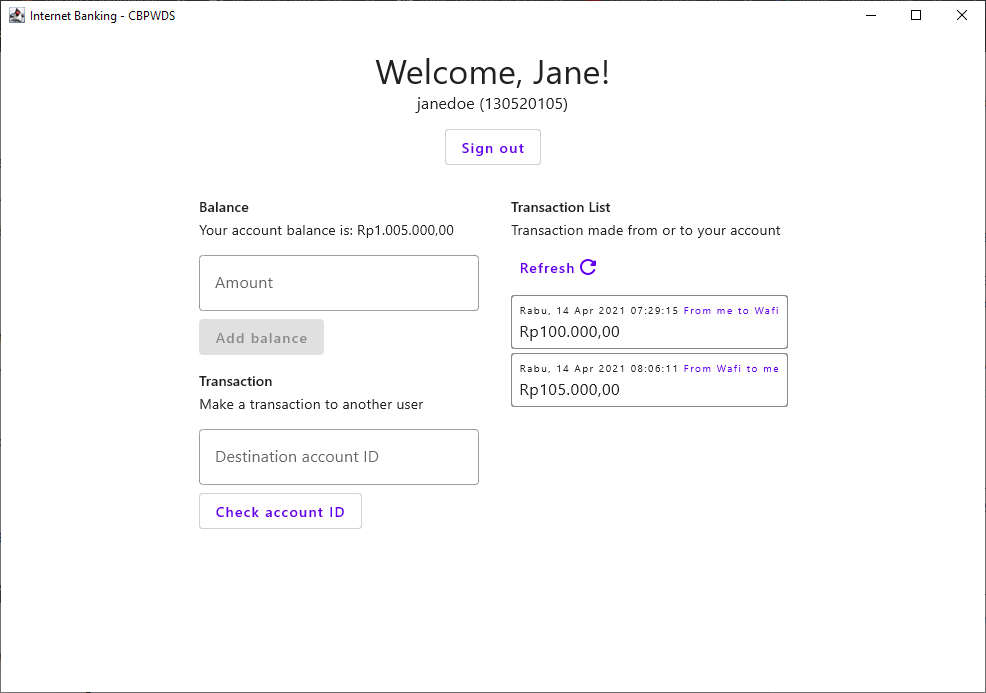 Internet Banking - CBPWDS
Welcome, Jane!
janedoe (130520105)
Sign out
Balance
Your account balance is: Rp1.005.000,00
Amount
Add balance
Transaction
Make a transaction to another user
Destination account ID
Check account ID
Transaction List
Transaction made from or to your account
Refresh
Rabu, 14 Apr 2021 07:29:15 From me to Wafi
Rp100.000,00
Rabu, 14 Apr 2021 08:06:11 From Wafi to me
Rp105.000,00